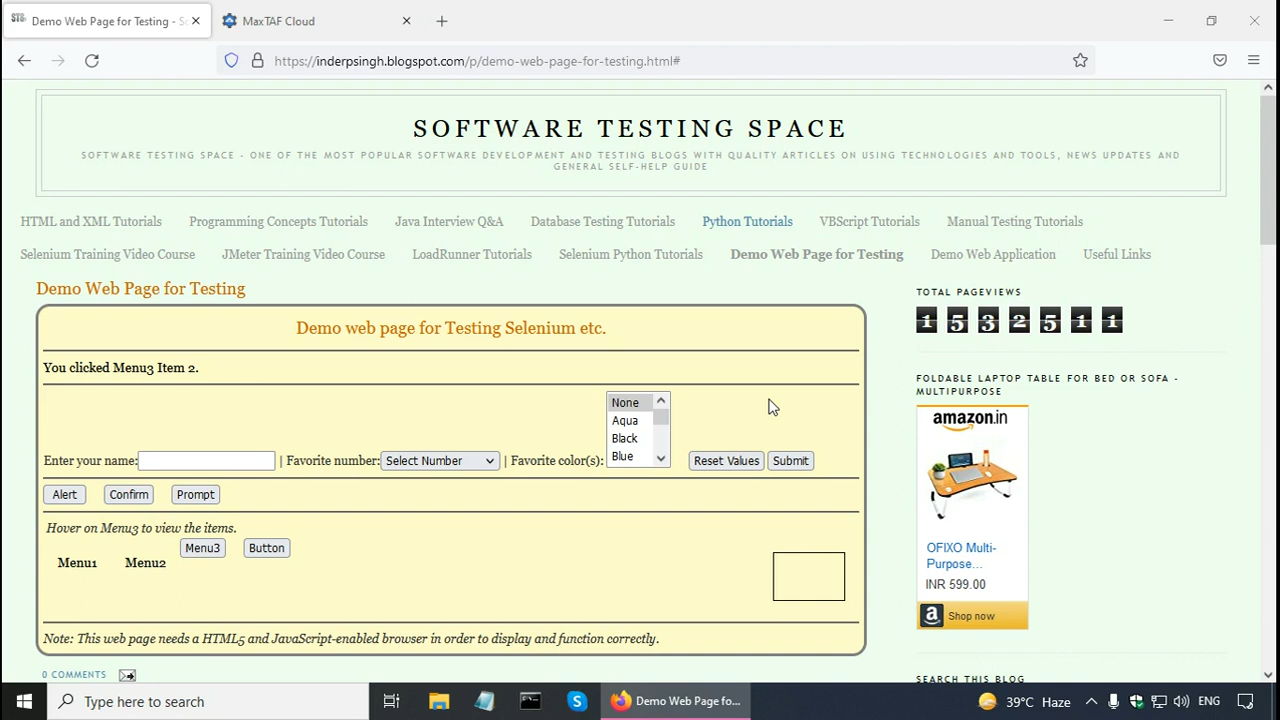 Demo Web Page for Testing - So
MaxTAF Cloud
https://inderpsingh.blogspot.com/p/demo-web-page-for-testing.html#
SOFTWARE TESTING SPACE
SOFTWARE TESTING SPACE - ONE OF THE MOST POPULAR SOFTWARE DEVELOPMENT AND TESTING BLOGS WITH QUALITY ARTICLES ON USING TECHNOLOGIES AND TOOLS, NEWS UPDATES AND
GENERAL SELF-HELP GUIDE
HTML and XML Tutorials Programming Concepts Tutorials Java Interview Q&A Database Testing Tutorials Python Tutorials VBScript Tutorials Manual Testing Tutorials
Selenium Training Video Course JMeter Training Video Course LoadRunner Tutorials Selenium Python Tutorials Demo Web Page for Testing Demo Web Application Useful Links
Demo Web Page for Testing
Demo web page for Testing Selenium etc.
You clicked Menu3 Item 2.
None
Aqua
Black
Blue
Enter your name: | Favorite number: Select Number | Favorite color(s): Reset Values Submit
Alert Confirm Prompt
Hover on Menu3 to view the items.
Menu1 Menu2 Menu3 Button
Note: This web page needs a HTML5 and JavaScript-enabled browser in order to display and function correctly.
0 COMMENTS
TOTAL PAGEVIEWS
1532511
FOLDABLE LAPTOP TABLE FOR BED OR SOFA -
MULTIPURPOSE
amazon.in
OFIXO Multi-
Purpose...
INR 599.00
Shop now
SEARCH THIS BLOG
Type here to search
Demo Web Page fo...
39°C Haze
ENG